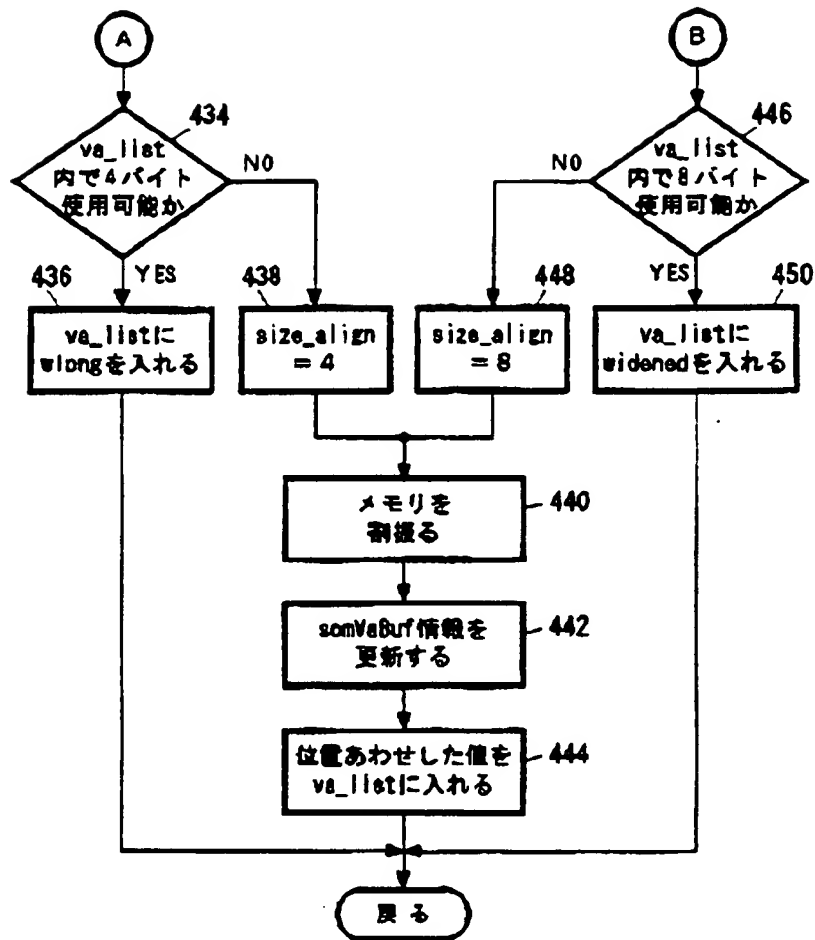 A
B
434
446
va_list
内で4バイト
使用可能か
NO
NO
va_list
内で8バイト
使用可能か
YES
YES
436
438
448
450
va_listに
wlongを入れる
size_align
= 4
size_align
= 8
va_listに
widenedを入れる
メモリを
割振る
440
somVaBuf情報を
更新する
442
位置あわせした値を
va_listに入れる
444
戻る